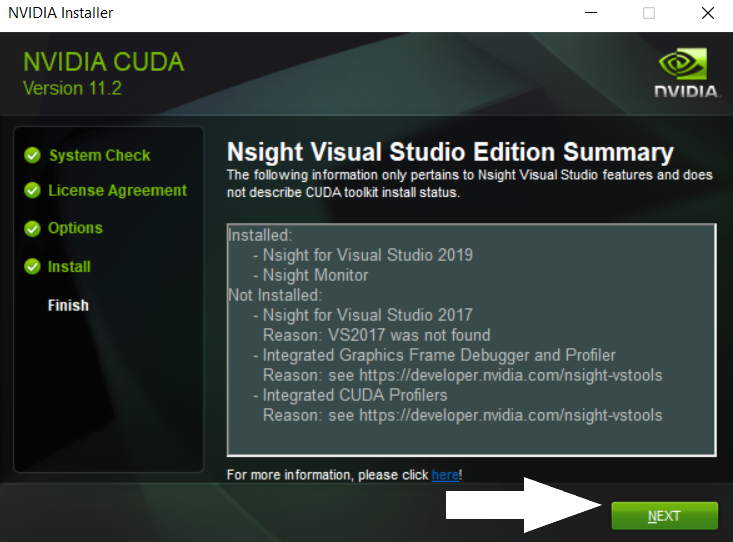 NVIDIA Installer
NVIDIA CUDA
Version 11.2
NVIDIA.
System Check
License Agreement
Options
Install
Finish
Nsight Visual Studio Edition Summary
The following information only pertains to Nsight Visual Studio features and does
not describe CUDA toolkit install status.
Installed:
- Nsight for Visual Studio 2019
- Nsight Monitor
Not Installed:
- Nsight for Visual Studio 2017
Reason: VS2017 was not found
- Integrated Graphics Frame Debugger and Profiler
Reason: see https://developer.nvidia.com/nsight-vstools
- Integrated CUDA Profilers
Reason: see https://developer.nvidia.com/nsight-vstools
For more information, please click here!
NEXT